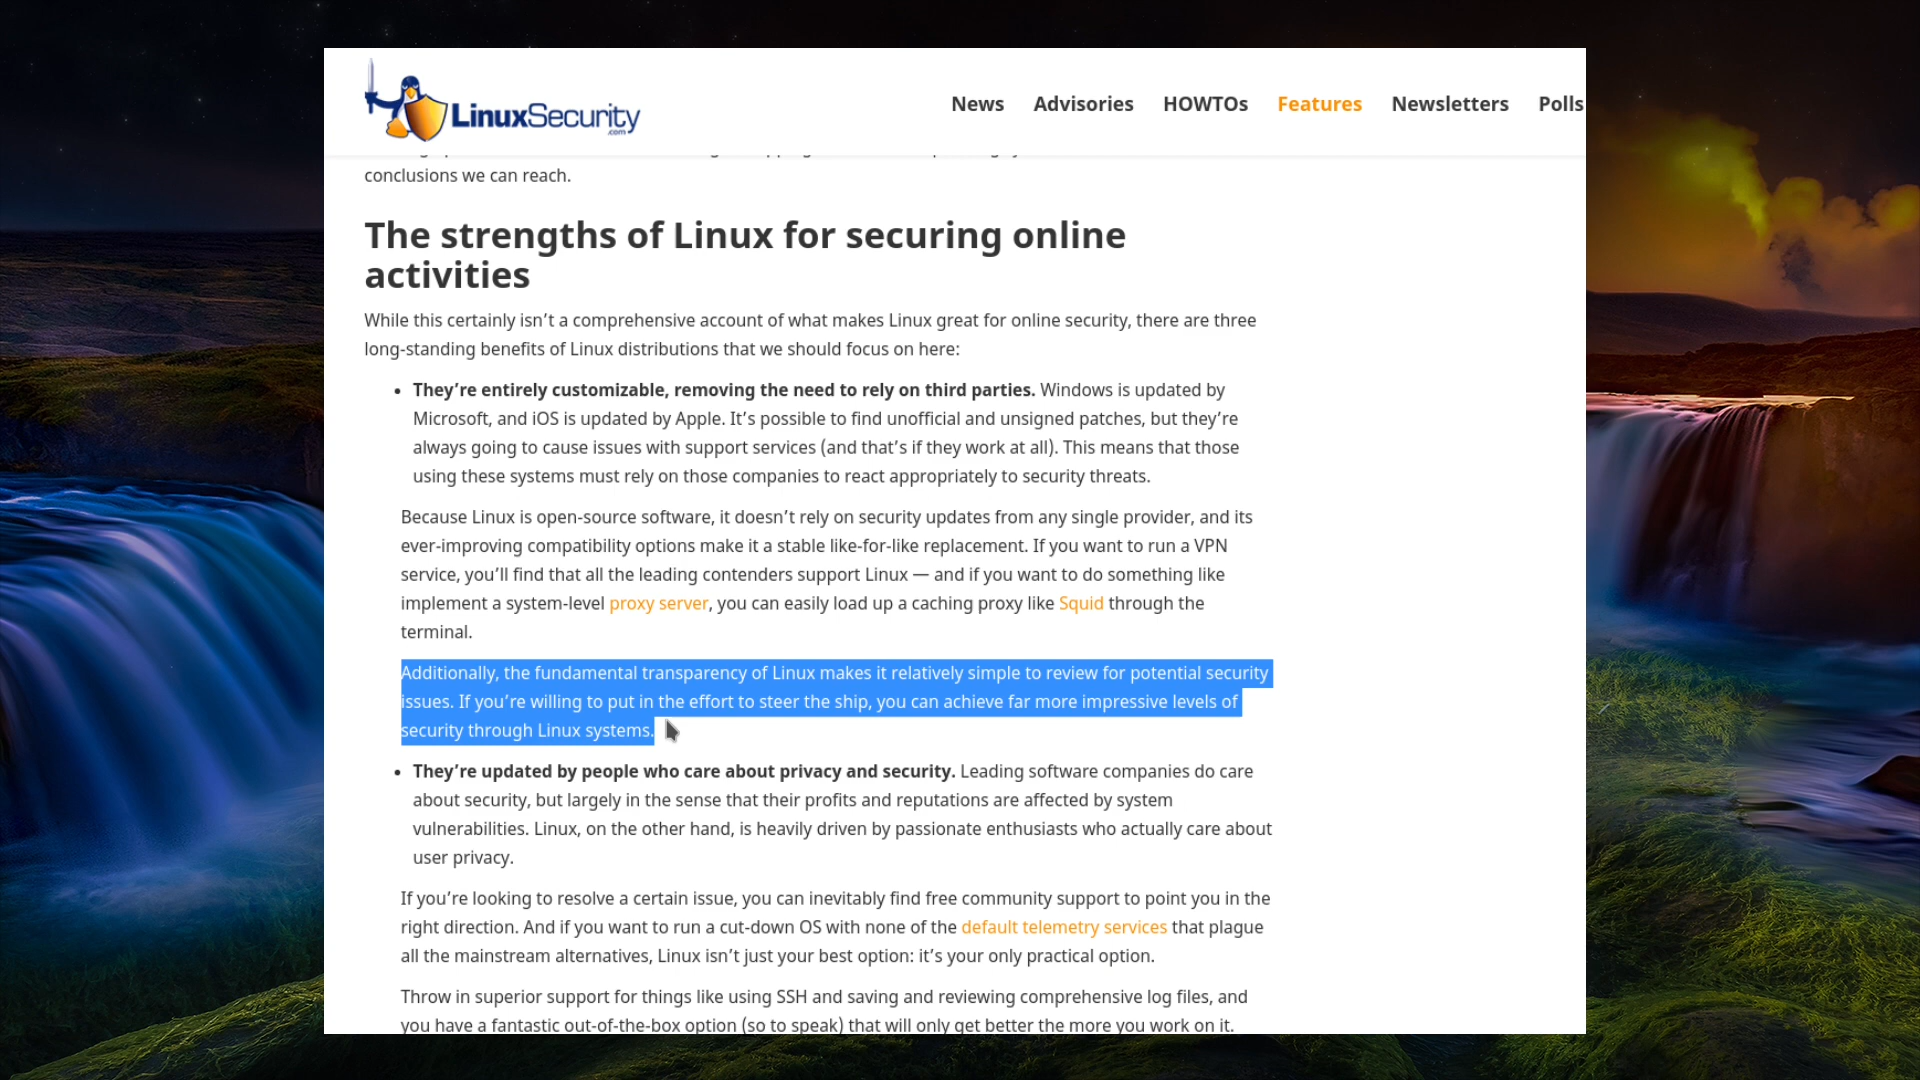 LinuxSecurity
.com
News Advisories HOWTOs Features Newsletters Polls
conclusions we can reach.
The strengths of Linux for securing online
activities
While this certainly isn’t a comprehensive account of what makes Linux great for online security, there are three
long-standing benefits of Linux distributions that we should focus on here:
• They’re entirely customizable, removing the need to rely on third parties. Windows is updated by
Microsoft, and iOS is updated by Apple. It’s possible to find unofficial and unsigned patches, but they’re
always going to cause issues with support services (and that’s if they work at all). This means that those
using these systems must rely on those companies to react appropriately to security threats.
Because Linux is open-source software, it doesn’t rely on security updates from any single provider, and its
ever-improving compatibility options make it a stable like-for-like replacement. If you want to run a VPN
service, you’ll find that all the leading contenders support Linux — and if you want to do something like
implement a system-level proxy server, you can easily load up a caching proxy like Squid through the
terminal.
Additionally, the fundamental transparency of Linux makes it relatively simple to review for potential security
issues. If you’re willing to put in the effort to steer the ship, you can achieve far more impressive levels of
security through Linux systems.
• They’re updated by people who care about privacy and security. Leading software companies do care
about security, but largely in the sense that their profits and reputations are affected by system
vulnerabilities. Linux, on the other hand, is heavily driven by passionate enthusiasts who actually care about
user privacy.
If you’re looking to resolve a certain issue, you can inevitably find free community support to point you in the
right direction. And if you want to run a cut-down OS with none of the default telemetry services that plague
all the mainstream alternatives, Linux isn’t just your best option: it’s your only practical option.
Throw in superior support for things like using SSH and saving and reviewing comprehensive log files, and
you have a fantastic out-of-the-box option (so to speak) that will only get better the more you work on it.